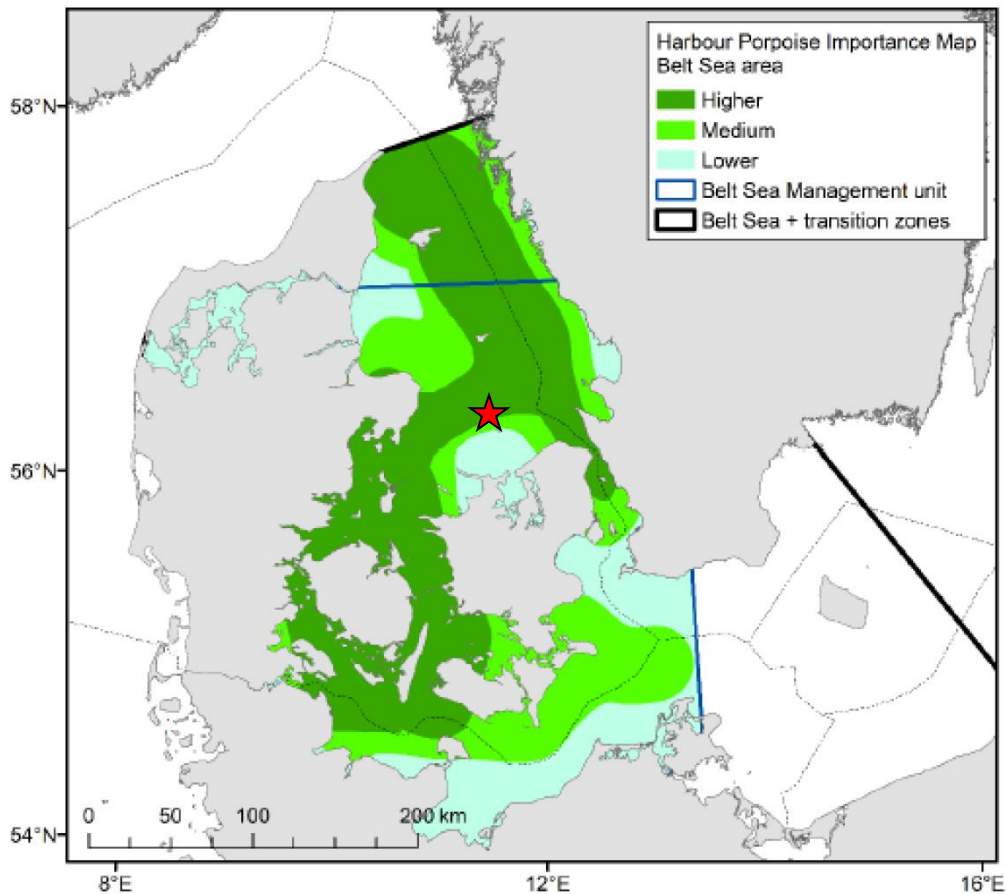 Harbour Porpoise Importance Map
Belt Sea area
Higher
Medium
Lower
Belt Sea Management unit
Belt Sea + transition zones
58°N
56°N
54°N
0 50 100 200 km
8°E 12°E 16°E